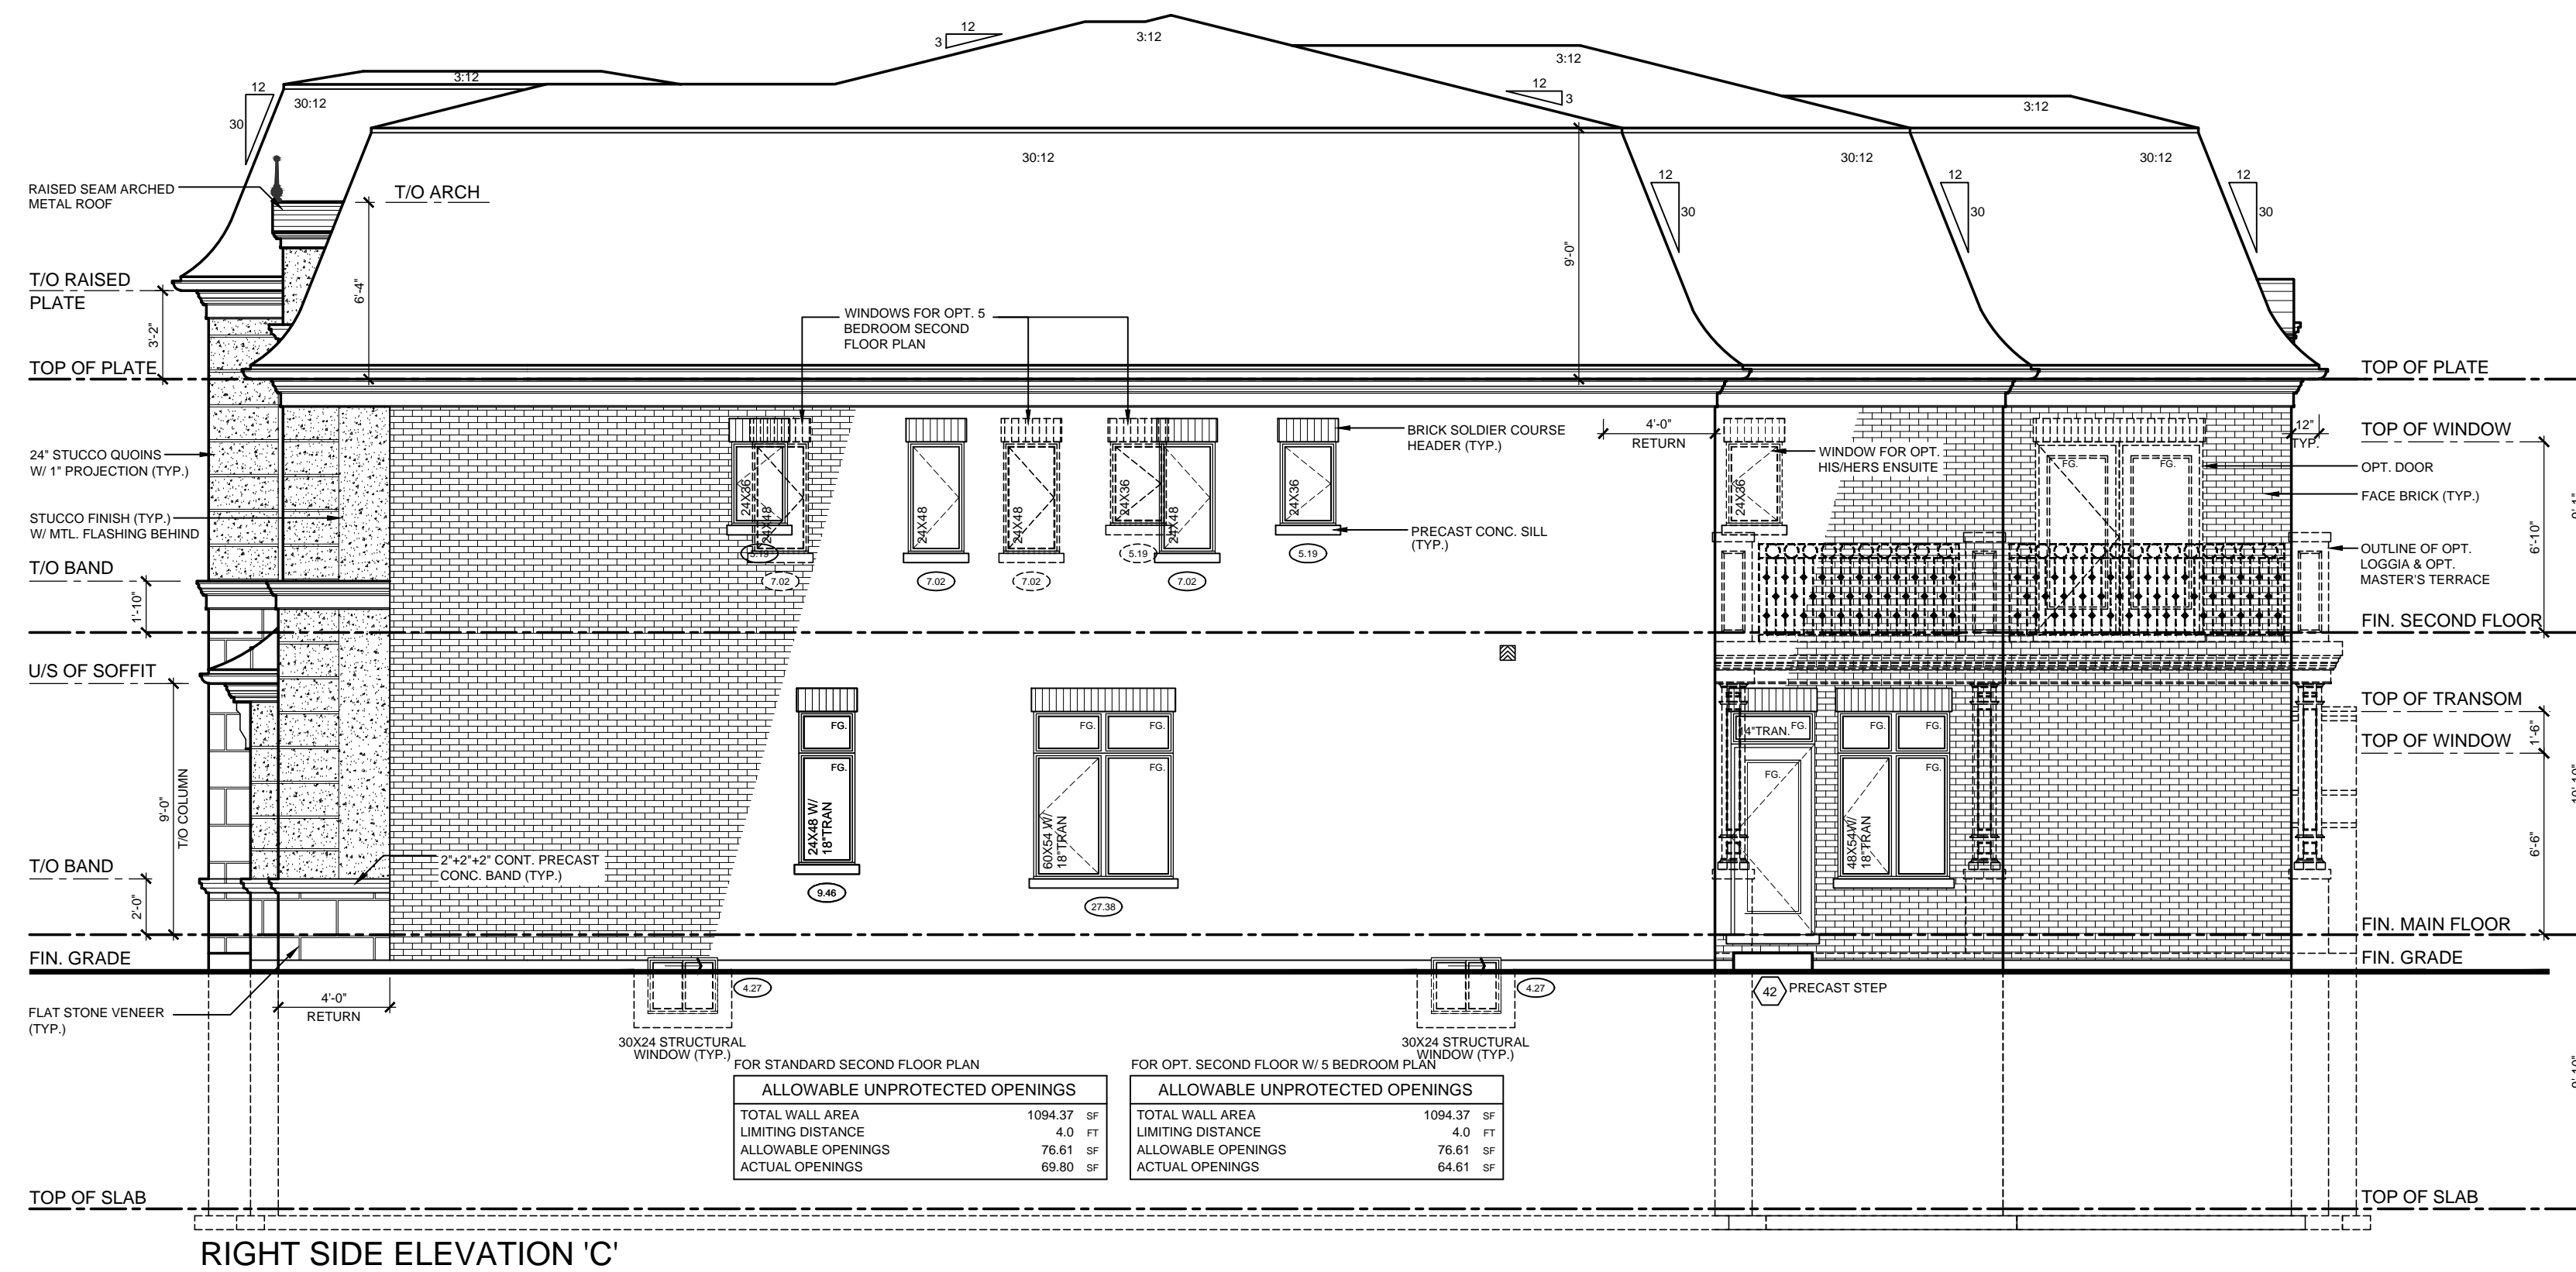 12
3
3:12
3:12
3:12
12
30:12
30
12
3
3:12
30:12
30:12
30:12
12
30
12
30
12
30
RAISED SEAM ARCHED
METAL ROOF
T/O ARCH
9'-0"
6'-4"
T/O RAISED
PLATE
3'-2"
WINDOWS FOR OPT. 5
BEDROOM SECOND
FLOOR PLAN
TOP OF PLATE
TOP OF PLATE
24" STUCCO QUOINS
W/ 1" PROJECTION (TYP.)
STUCCO FINISH (TYP.)
W/ MTL. FLASHING BEHIND
T/O BAND
1'-10"
U/S OF SOFFIT
9'-0"
T/O COLUMN
T/O BAND
2'-0"
FIN. GRADE
FLAT STONE VENEER
(TYP.)
4'-0"
RETURN
2"+2"+2" CONT. PRECAST
CONC. BAND (TYP.)
24X36
24X48
24X48
24X48
24X36
24X48
24X36
5.19
7.02
7.02
7.02
5.19
7.02
5.19
BRICK SOLDIER COURSE
HEADER (TYP.)
PRECAST CONC. SILL
(TYP.)
4'-0"
RETURN
24X36
WINDOW FOR OPT.
HIS/HERS ENSUITE
FG.
FG.
12"
TYP.
TOP OF WINDOW
OPT. DOOR
FACE BRICK (TYP.)
6'-10"
OUTLINE OF OPT.
LOGGIA & OPT.
MASTER'S TERRACE
FIN. SECOND FLOOR
FG.
FG.
24X48 W/
18"TRAN
9.46
FG.
FG.
FG.
60X54 W/
18"TRAN
27.38
4"TRAN.
FG.
FG.
FG.
FG.
FG.
48X54W/
18"TRAN
TOP OF TRANSOM
1'-6"
TOP OF WINDOW
6'-6"
FIN. MAIN FLOOR
FIN. GRADE
4.27
30X24 STRUCTURAL
WINDOW (TYP.)
4.27
30X24 STRUCTURAL
WINDOW (TYP.)
42
PRECAST STEP
FOR STANDARD SECOND FLOOR PLAN
ALLOWABLE UNPROTECTED OPENINGS
TOTAL WALL AREA 1094.37 SF
LIMITING DISTANCE 4.0 FT
ALLOWABLE OPENINGS 76.61 SF
ACTUAL OPENINGS 69.80 SF
FOR OPT. SECOND FLOOR W/ 5 BEDROOM PLAN
ALLOWABLE UNPROTECTED OPENINGS
TOTAL WALL AREA 1094.37 SF
LIMITING DISTANCE 4.0 FT
ALLOWABLE OPENINGS 76.61 SF
ACTUAL OPENINGS 64.61 SF
TOP OF SLAB
TOP OF SLAB
RIGHT SIDE ELEVATION 'C'